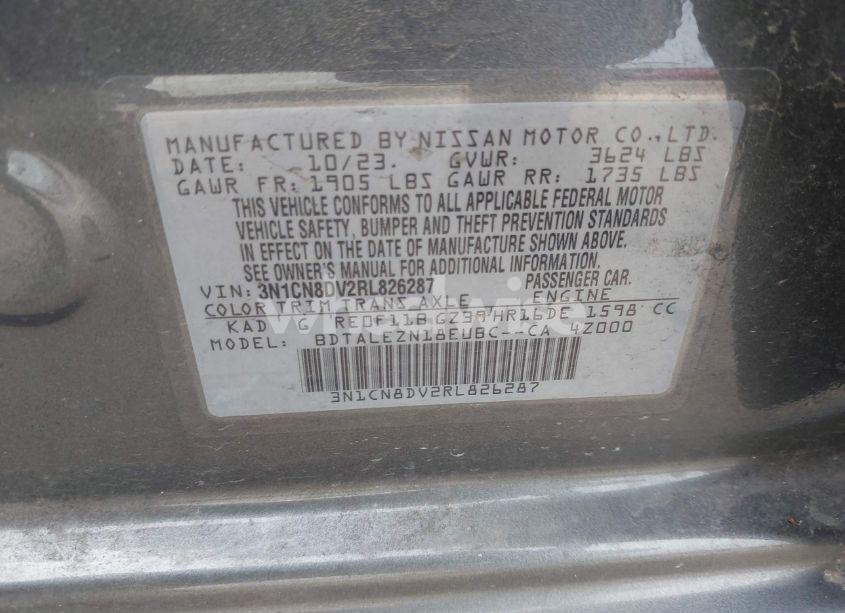 MANUFACTURED BY NISSAN MOTOR CO., LTD.
DATE: 10/23. GVWR: 3624 LBS
GAWR FR: 1905 LBS GAWR RR: 1735 LBS
THIS VEHICLE CONFORMS TO ALL APPLICABLE FEDERAL MOTOR
VEHICLE SAFETY, BUMPER AND THEFT PREVENTION STANDARDS
IN EFFECT ON THE DATE OF MANUFACTURE SHOWN ABOVE.
SEE OWNER'S MANUAL FOR ADDITIONAL INFORMATION.
VIN: 3N1CN8DV2RL826287 PASSENGER CAR.
COLOR TRIM TRANS AXLE ENGINE
KAD G RE0F11B GZ39 HR16DE 1598 CC
MODEL: BDTALEZN18EUBC--CA 4Z000
3N1CN8DV2RL826287